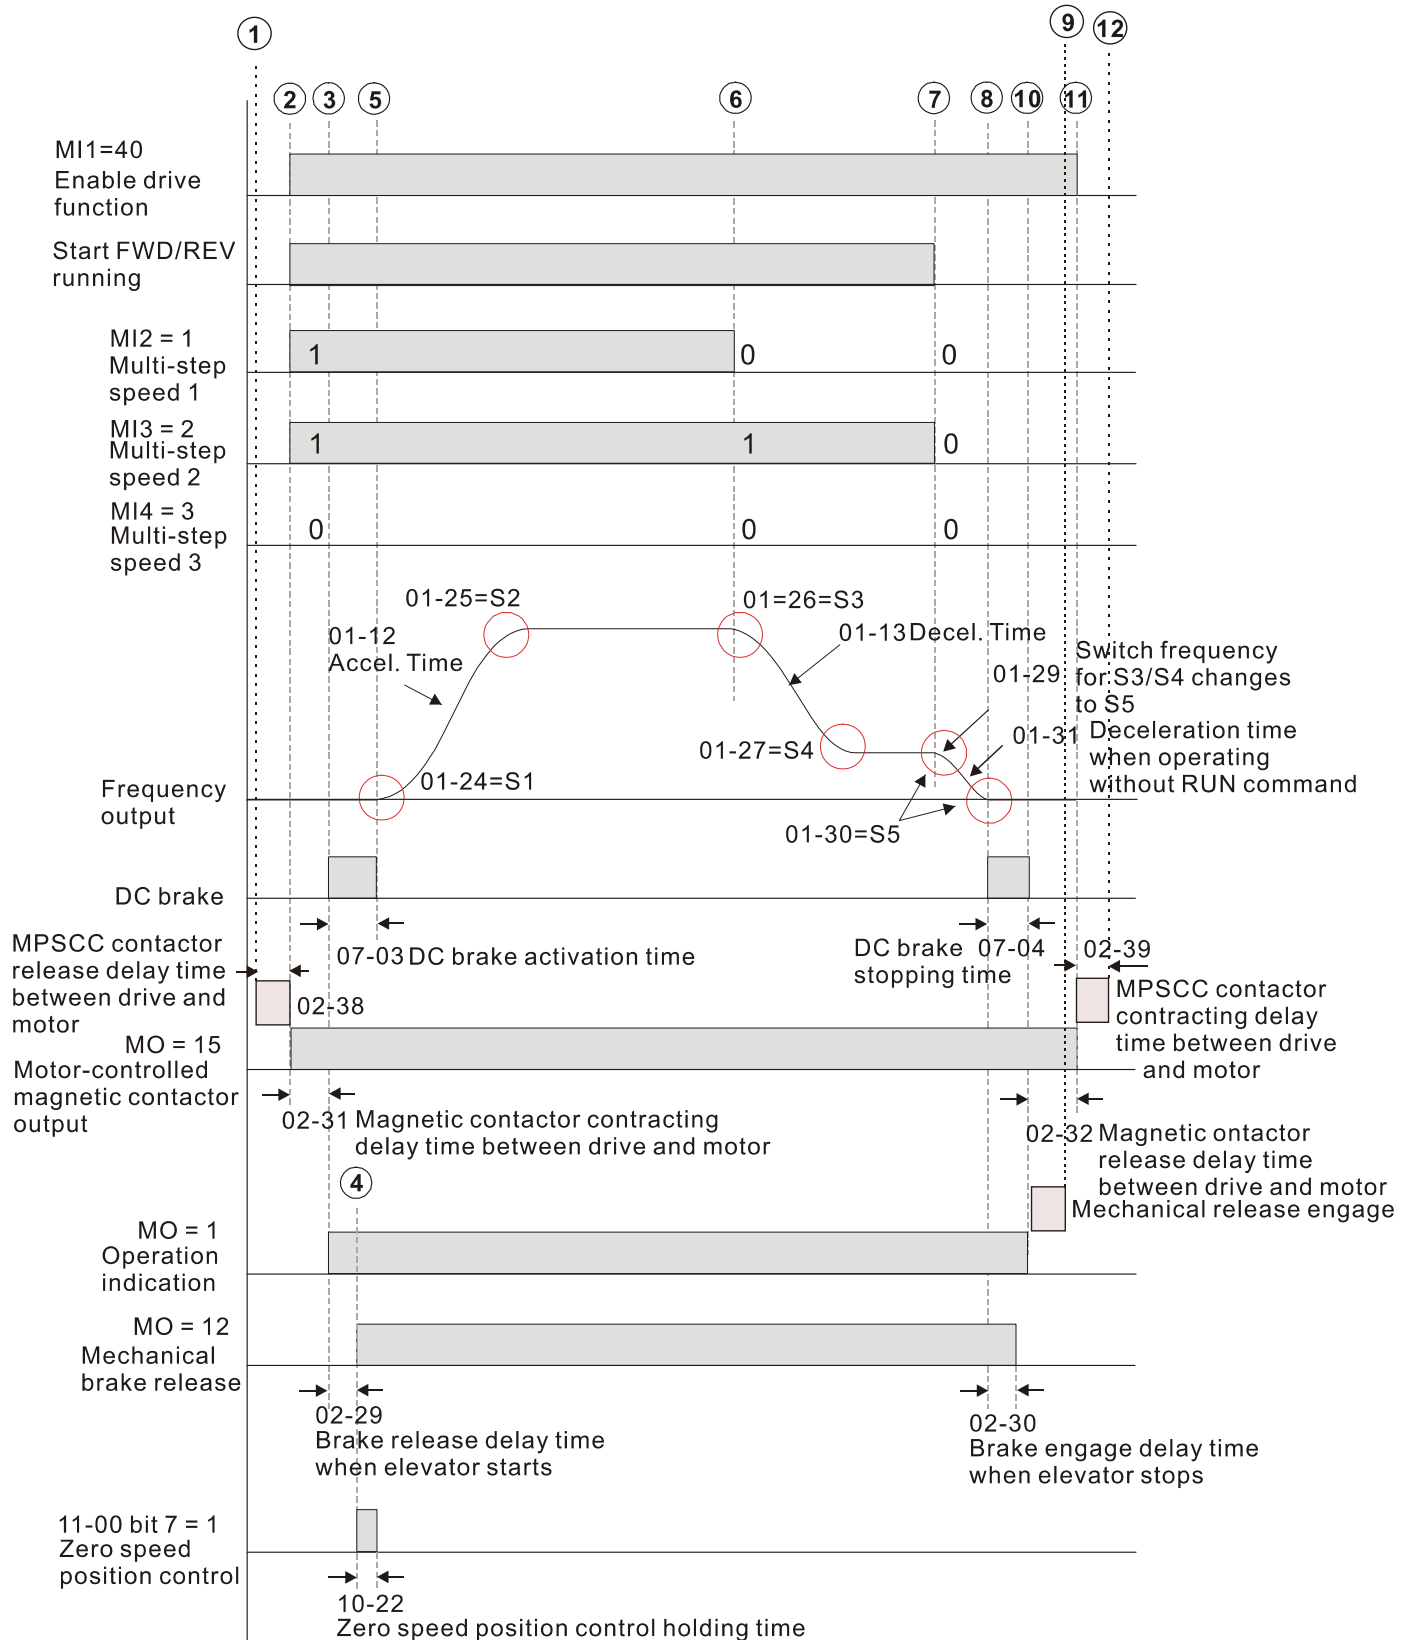 1
9
12
2
3
5
6
7
8
10
11
MI1=40
Enable drive
function
Start FWD/REV
running
MI2 = 1
Multi-step
speed 1
1
0
0
MI3 = 2
Multi-step
speed 2
1
1
0
MI4 = 3
Multi-step
speed 3
0
0
0
01-25=S2
01=26=S3
01-12
Accel. Time
01-13 Decel. Time
01-29
Switch frequency
for S3/S4 changes
to S5
01-27=S4
01-31
Deceleration time
when operating
without RUN command
01-24=S1
Frequency
output
01-30=S5
DC brake
07-03 DC brake activation time
DC brake 07-04
stopping time
02-39
MPSCC contactor
release delay time
between drive and
motor
02-38
MPSCC contactor
contracting delay
time between drive
and motor
MO = 15
Motor-controlled
magnetic contactor
output
02-31 Magnetic contactor contracting
delay time between drive and motor
02-32 Magnetic ontactor
release delay time
between drive and motor
4
Mechanical release engage
MO = 1
Operation
indication
MO = 12
Mechanical
brake release
02-29
Brake release delay time
when elevator starts
02-30
Brake engage delay time
when elevator stops
11-00 bit 7 = 1
Zero speed
position control
10-22
Zero speed position control holding time